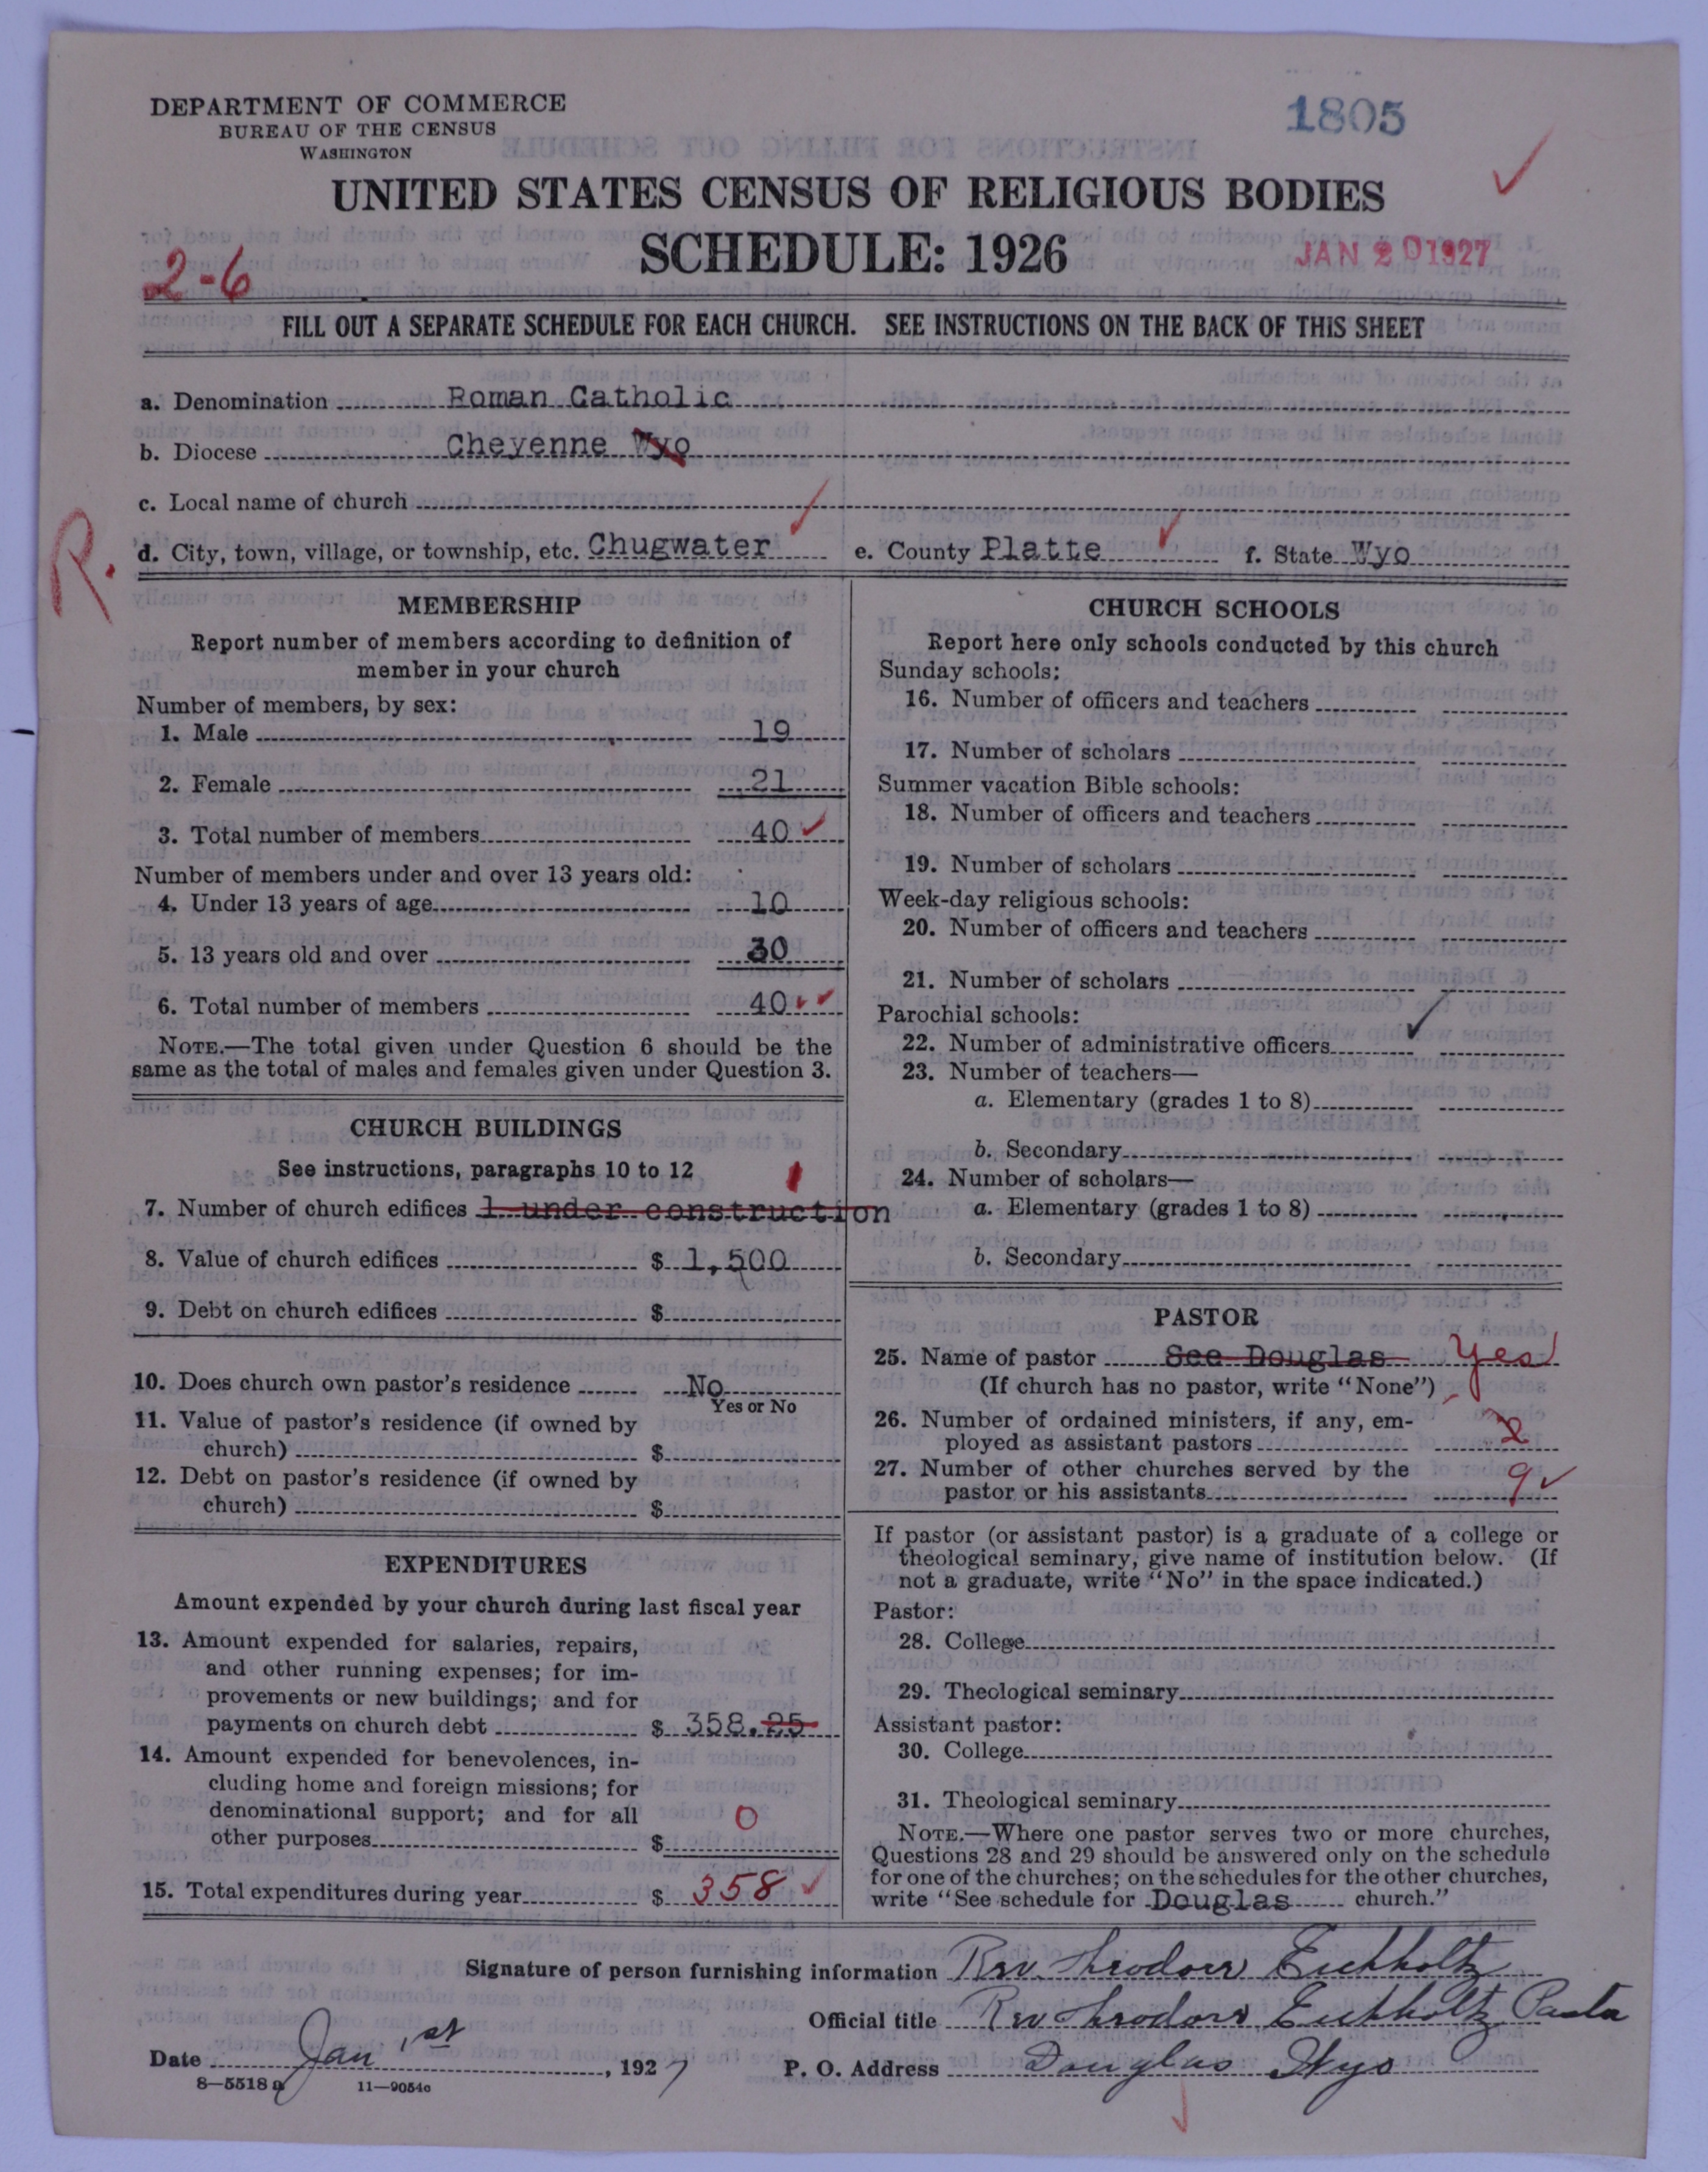 DEPARTMENT OF COMMERCE
BUREAU OF THE CENSUS
WASHINGTON
1805
UNITED STATES CENSUS OF RELIGIOUS BODIES
SCHEDULE: 1926
JAN 20 1927
2-6
FILL OUT A SEPARATE SCHEDULE FOR EACH CHURCH. SEE INSTRUCTIONS ON THE BACK OF THIS SHEET
a. Denomination Roman Catholic
b. Diocese Cheyenne Wyo
c. Local name of church
R.
d. City, town, village, or township, etc. Chugwater e. County Platte f. State Wyo
MEMBERSHIP
Report number of members according to definition of
member in your church
Number of members, by sex:
1. Male 19
2. Female 21
3. Total number of members 40
Number of members under and over 13 years old:
4. Under 13 years of age 10
5. 13 years old and over 30
6. Total number of members 40
NOTE.—The total given under Question 6 should be the
same as the total of males and females given under Question 3.
CHURCH BUILDINGS
See instructions, paragraphs 10 to 12
1
7. Number of church edifices 1 under construction
8. Value of church edifices $ 1,500
9. Debt on church edifices $
10. Does church own pastor's residence No
Yes or No
11. Value of pastor's residence (if owned by
church) $
12. Debt on pastor's residence (if owned by
church) $
EXPENDITURES
Amount expended by your church during last fiscal year
13. Amount expended for salaries, repairs,
and other running expenses; for im-
provements or new buildings; and for
payments on church debt $ 358.25
14. Amount expended for benevolences, in-
cluding home and foreign missions; for
denominational support; and for all
other purposes $ 0
15. Total expenditures during year $ 358
CHURCH SCHOOLS
Report here only schools conducted by this church
Sunday schools:
16. Number of officers and teachers
17. Number of scholars
Summer vacation Bible schools:
18. Number of officers and teachers
19. Number of scholars
Week-day religious schools:
20. Number of officers and teachers
21. Number of scholars
Parochial schools:
22. Number of administrative officers
23. Number of teachers—
a. Elementary (grades 1 to 8)
b. Secondary
24. Number of scholars—
a. Elementary (grades 1 to 8)
b. Secondary
PASTOR
25. Name of pastor See Douglas Yes
(If church has no pastor, write "None")
26. Number of ordained ministers, if any, em-
ployed as assistant pastors
27. Number of other churches served by the
pastor or his assistants 9
If pastor (or assistant pastor) is a graduate of a college or
theological seminary, give name of institution below. (If
not a graduate, write "No" in the space indicated.)
Pastor:
28. College
29. Theological seminary
Assistant pastor:
30. College
31. Theological seminary
NOTE.—Where one pastor serves two or more churches,
Questions 28 and 29 should be answered only on the schedule
for one of the churches; on the schedules for the other churches,
write "See schedule for Douglas church."
Signature of person furnishing information Rev. Theodore Eichholtz
Official title Rev Theodore Eichholtz Pastor
Date Jan 1st, 1927 P. O. Address Douglas Wyo
8-5518 a 11-9054c